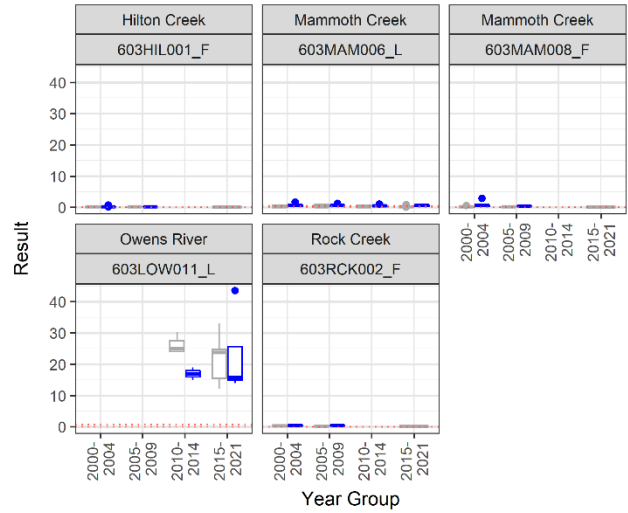 Hilton Creek
Mammoth Creek
Mammoth Creek
603HIL001_F
603MAM006_L
603MAM008_F
40
30
20
10
0
2000-
2004
2005-
2009
2010-
2014
2015-
2021
Owens River
Rock Creek
603LOW011_L
603RCK002_F
40
30
20
10
0
2000-
2004
2005-
2009
2010-
2014
2015-
2021
2000-
2004
2005-
2009
2010-
2014
2015-
2021
Result
Year Group